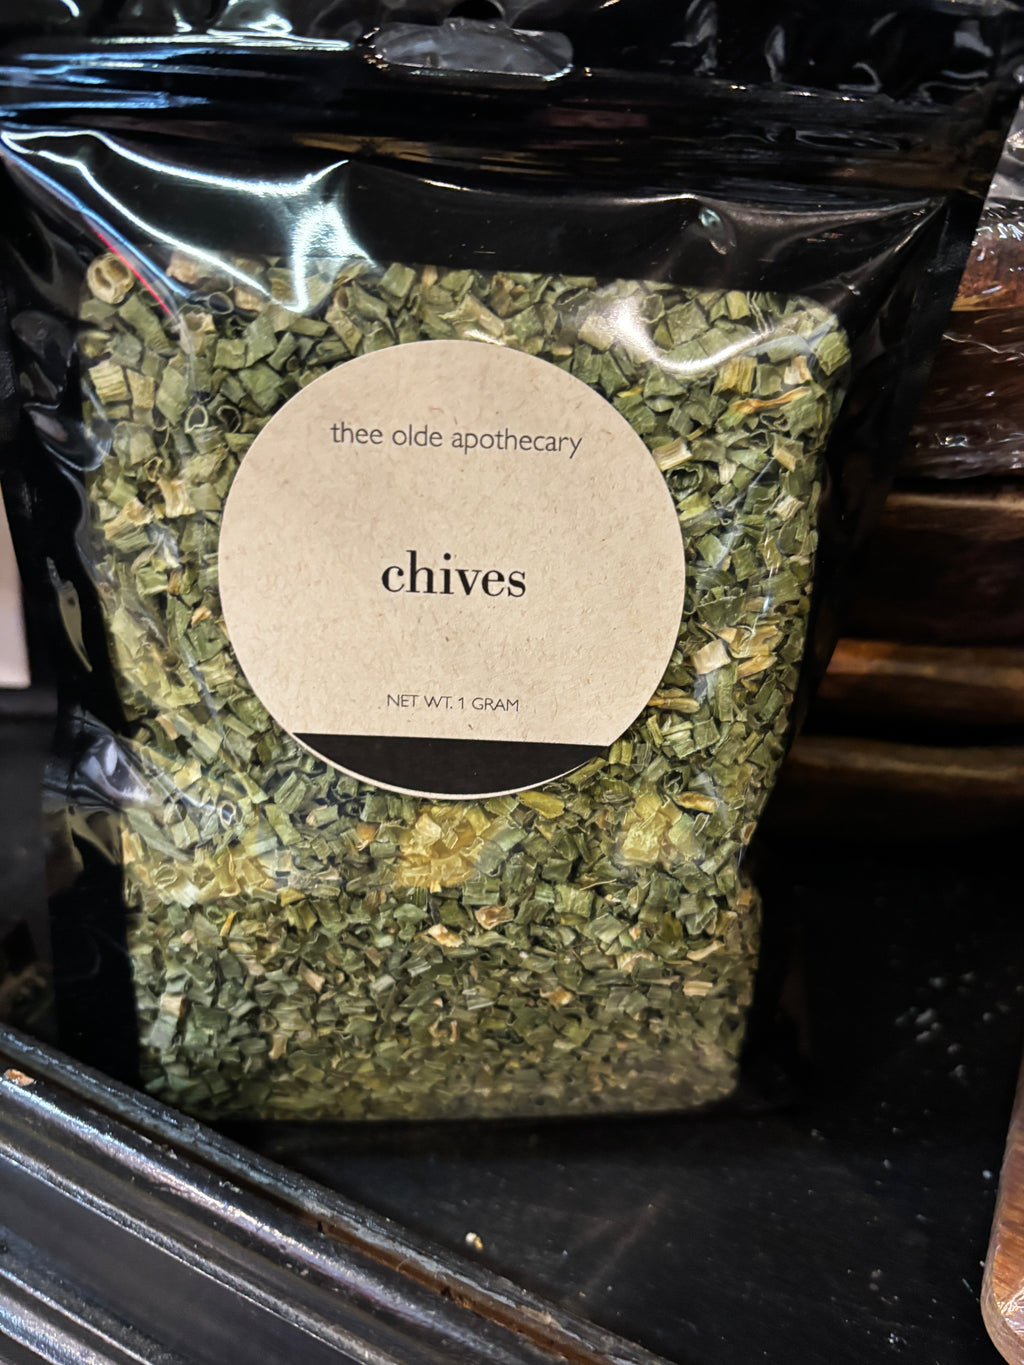 thee olde apothecary
chives
NET WT. 1 GRAM